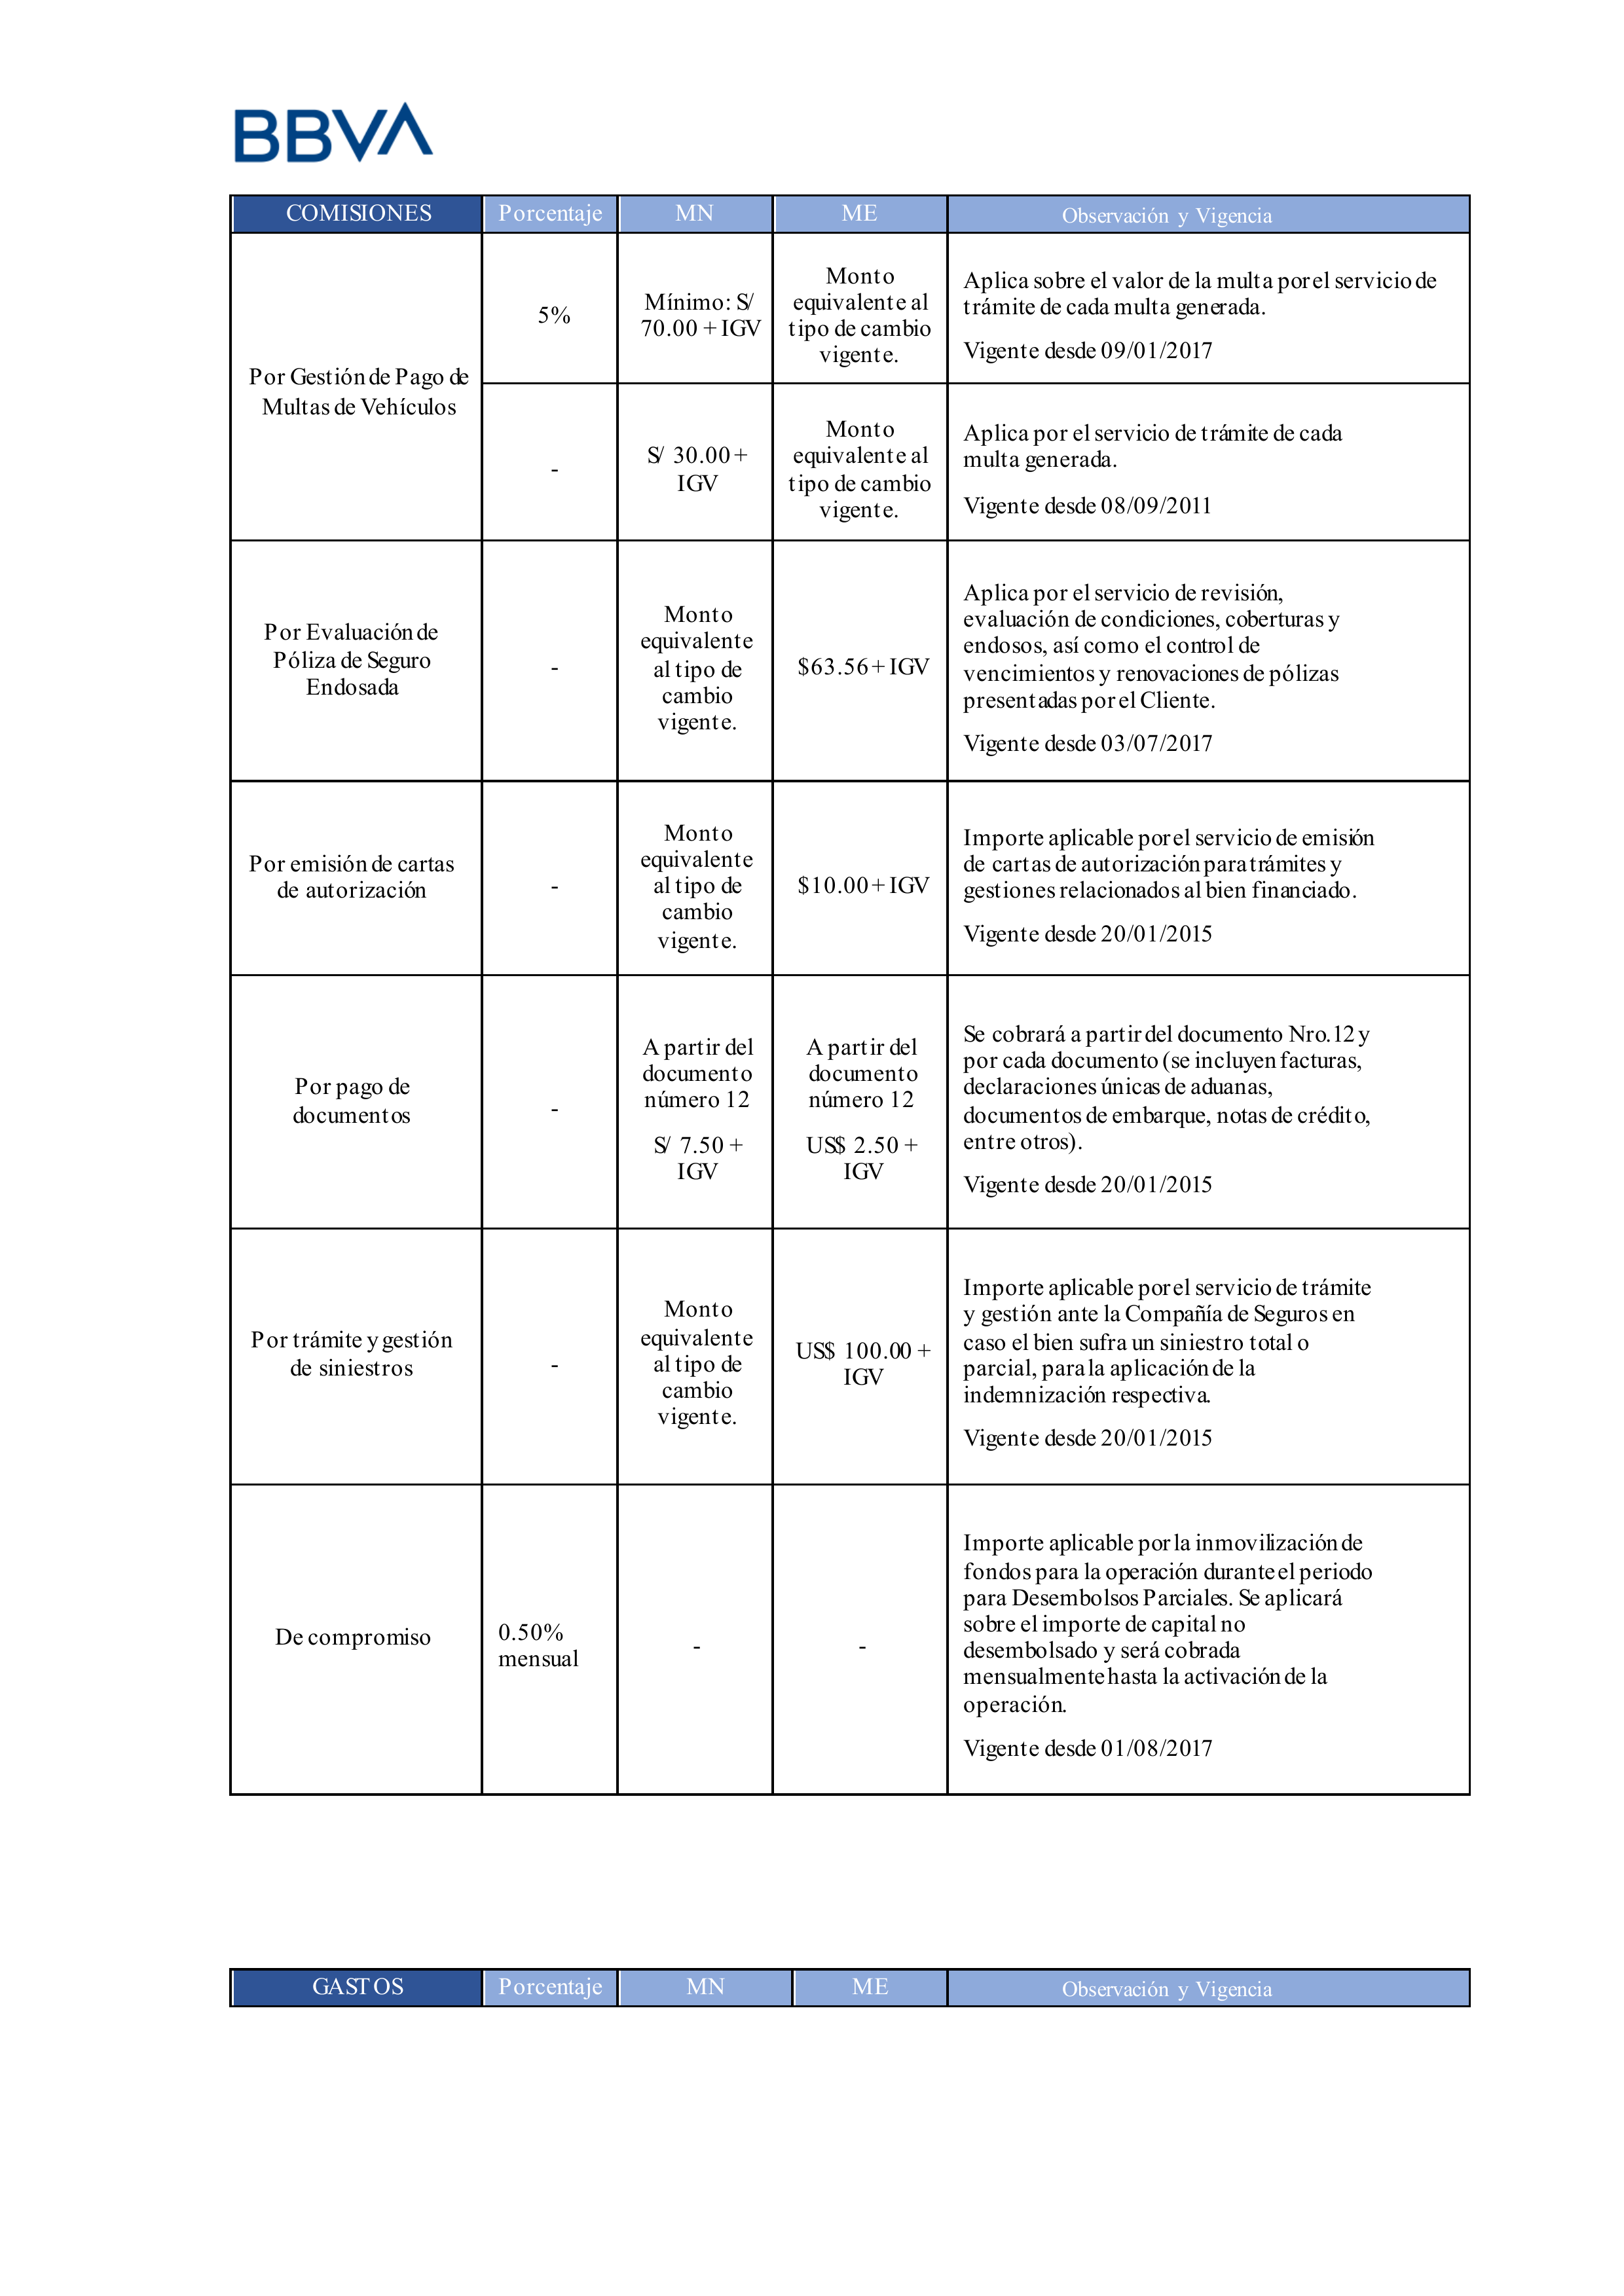 BBVA
COMISIONES Porcentaje MN ME Observación y Vigencia
Por Gestión de Pago de
Multas de Vehículos
5%
Mínimo: S/
70.00 + IGV
Monto
equivalente al
tipo de cambio
vigente.
Aplica sobre el valor de la multa por el servicio de
trámite de cada multa generada.
Vigente desde 09/01/2017
-
S/ 30.00 +
IGV
Monto
equivalente al
tipo de cambio
vigente.
Aplica por el servicio de trámite de cada
multa generada.
Vigente desde 08/09/2011
Por Evaluación de
Póliza de Seguro
Endosada
-
Monto
equivalente
al tipo de
cambio
vigente.
$63.56 + IGV
Aplica por el servicio de revisión,
evaluación de condiciones, coberturas y
endosos, así como el control de
vencimientos y renovaciones de pólizas
presentadas por el Cliente.
Vigente desde 03/07/2017
Por emisión de cartas
de autorización
-
Monto
equivalente
al tipo de
cambio
vigente.
$10.00 + IGV
Importe aplicable por el servicio de emisión
de cartas de autorización para trámites y
gestiones relacionados al bien financiado.
Vigente desde 20/01/2015
Por pago de
documentos
-
A partir del
documento
número 12
S/ 7.50 +
IGV
A partir del
documento
número 12
US$ 2.50 +
IGV
Se cobrará a partir del documento Nro. 12 y
por cada documento (se incluyen facturas,
declaraciones únicas de aduanas,
documentos de embarque, notas de crédito,
entre otros).
Vigente desde 20/01/2015
Por trámite y gestión
de siniestros
-
Monto
equivalente
al tipo de
cambio
vigente.
US$ 100.00 +
IGV
Importe aplicable por el servicio de trámite
y gestión ante la Compañía de Seguros en
caso el bien sufra un siniestro total o
parcial, para la aplicación de la
indemnización respectiva.
Vigente desde 20/01/2015
De compromiso
0.50%
mensual
-
-
Importe aplicable por la inmovilización de
fondos para la operación durante el periodo
para Desembolsos Parciales. Se aplicará
sobre el importe de capital no
desembolsado y será cobrada
mensualmente hasta la activación de la
operación.
Vigente desde 01/08/2017
GASTOS Porcentaje MN ME Observación y Vigencia